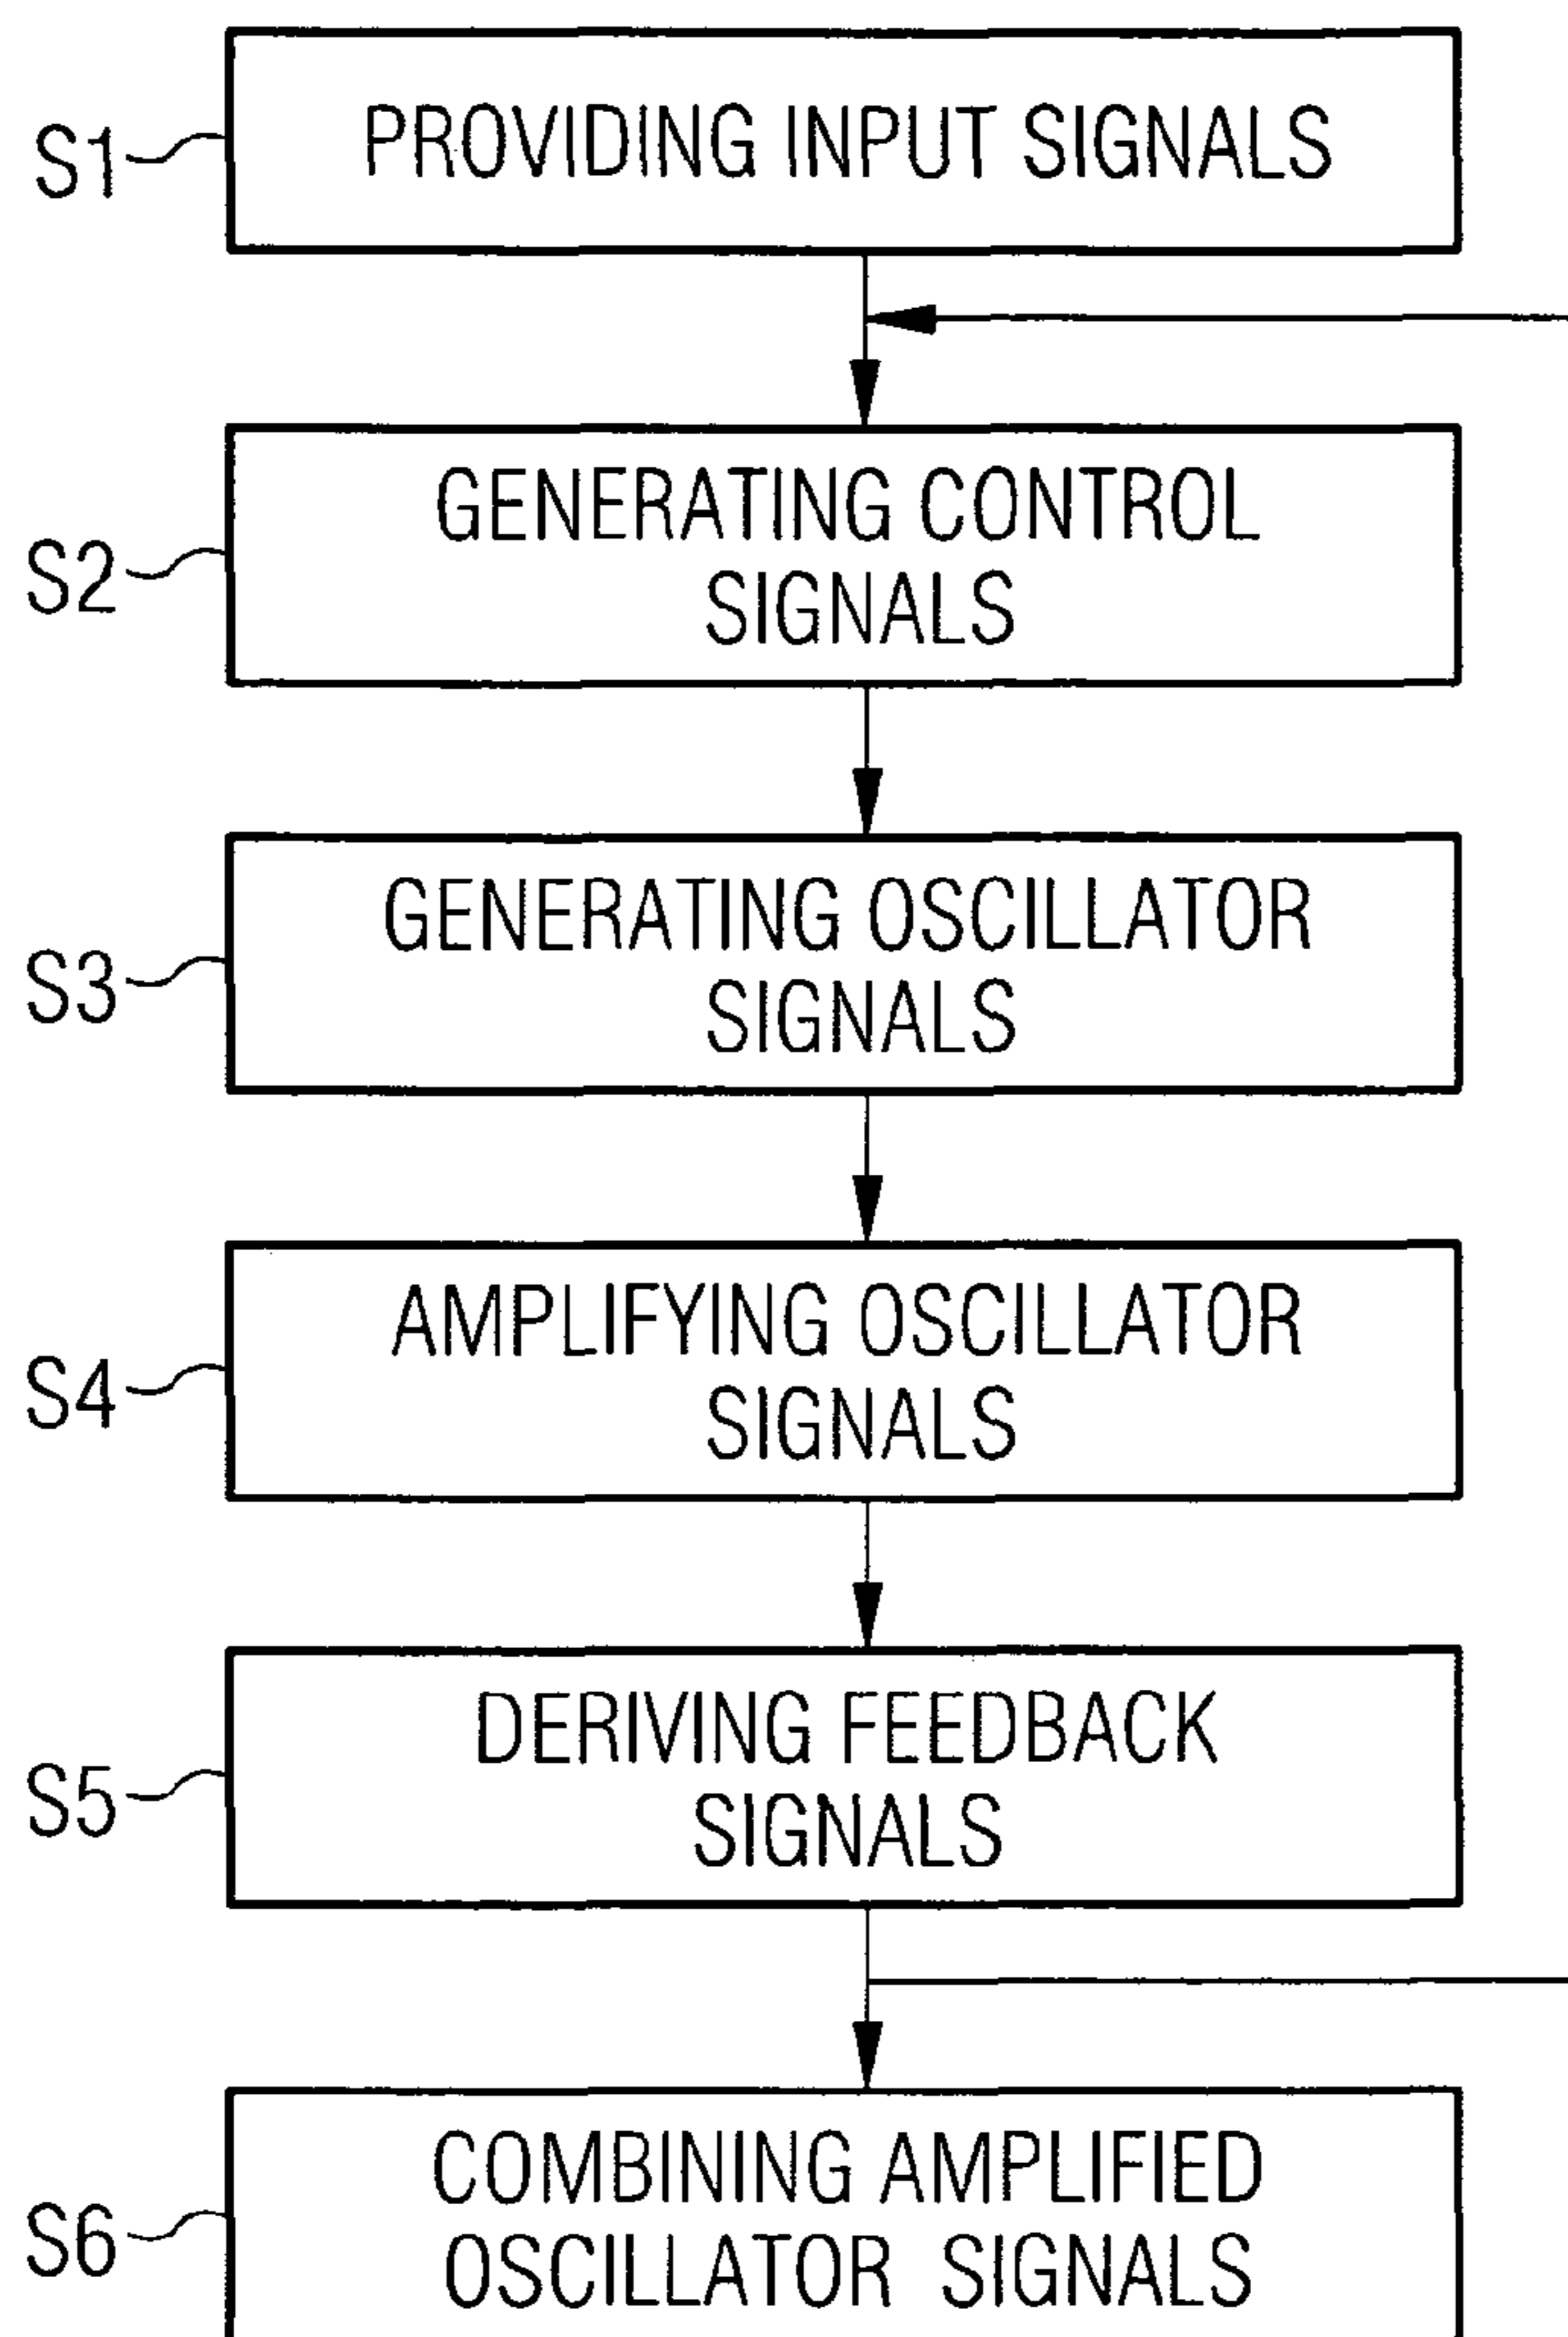 S1
PROVIDING INPUT SIGNALS
S2
GENERATING CONTROL
SIGNALS
S3
GENERATING OSCILLATOR
SIGNALS
S4
AMPLIFYING OSCILLATOR
SIGNALS
S5
DERIVING FEEDBACK
SIGNALS
S6
COMBINING AMPLIFIED
OSCILLATOR SIGNALS